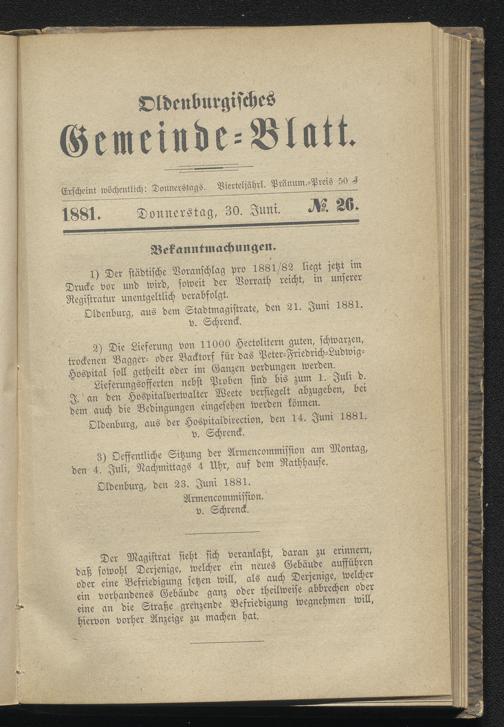 Oldenburgisches
Gemeinde-Blatt.
Erscheint wöchentlich: Donnerstags. Vierteljährl. Pränum.-Preis 50 ₰
1881. Donnerstag, 30. Juni. № 26.
Bekanntmachungen.
1) Der städtische Voranschlag pro 1881/82 liegt jetzt im
Drucke vor und wird, soweit der Vorrath reicht, in unserer
Registratur unentgeltlich verabfolgt.
Oldenburg, aus dem Stadtmagistrate, den 21. Juni 1881.
v. Schrenck.
2) Die Lieferung von 11000 Hectolitern guten, schwarzen,
trockenen Bagger- oder Backtorf für das Peter-Friedrich-Ludwig-
Hospital soll getheilt oder im Ganzen verdungen werden.
Lieferungsofferten nebst Proben sind bis zum 1. Juli d.
J. an den Hospitalverwalter Weete versiegelt abzugeben, bei
dem auch die Bedingungen eingesehen werden können.
Oldenburg, aus der Hospitaldirection, den 14. Juni 1881.
v. Schrenck.
3) Oeffentliche Sitzung der Armencommission am Montag,
den 4. Juli, Nachmittags 4 Uhr, auf dem Rathhause.
Oldenburg, den 23. Juni 1881.
Armencommission.
v. Schrenck.
Der Magistrat sieht sich veranlaßt, daran zu erinnern,
daß sowohl Derjenige, welcher ein neues Gebäude aufführen
oder eine Befriedigung setzen will, als auch Derjenige, welcher
ein vorhandenes Gebäude ganz oder theilweise abbrechen oder
eine an die Straße grenzende Befriedigung wegnehmen will,
hiervon vorher Anzeige zu machen hat.